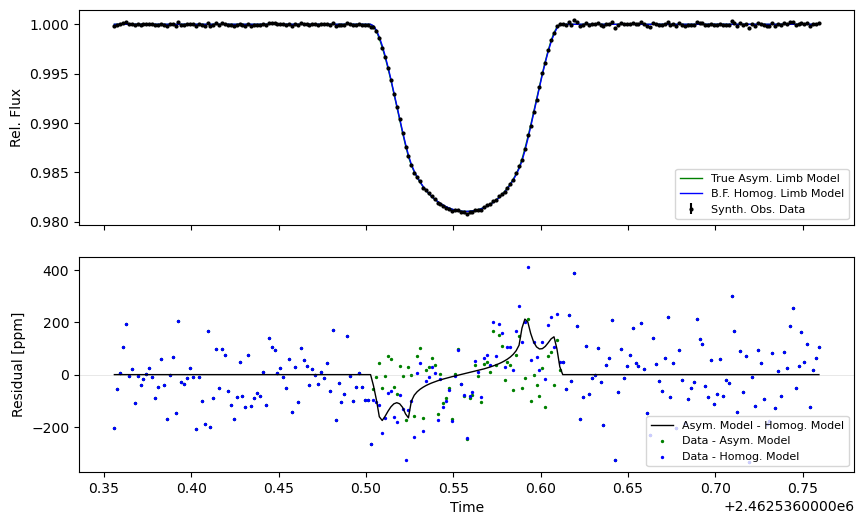 1.000
0.995
0.990
0.985
0.980
Rel. Flux
True Asym. Limb Model
B.F. Homog. Limb Model
Synth. Obs. Data
400
200
0
−200
Residual [ppm]
Asym. Model - Homog. Model
Data - Asym. Model
Data - Homog. Model
0.35 0.40 0.45 0.50 0.55 0.60 0.65 0.70 0.75
Time
+2.4625360000e6